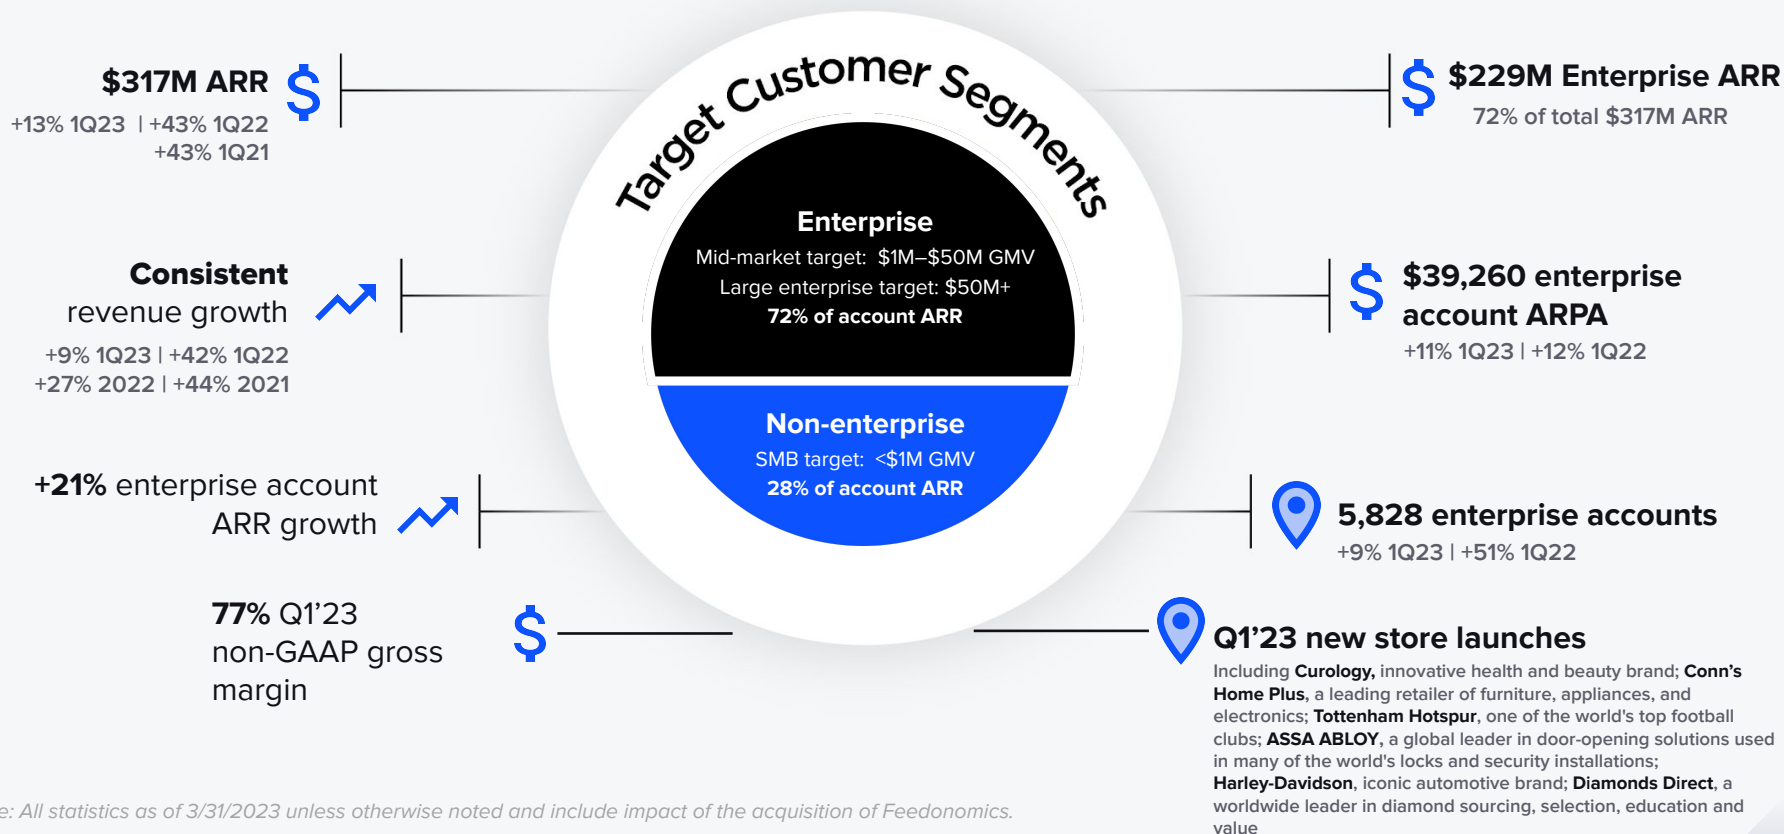 Target Customer Segments
$317M ARR
+13% 1Q23 | +43% 1Q22
+43% 1Q21
Consistent
revenue growth
+9% 1Q23 | +42% 1Q22
+27% 2022 | +44% 2021
+21% enterprise account
ARR growth
77% Q1’23
non-GAAP gross
margin
Enterprise
Mid-market target: $1M–$50M GMV
Large enterprise target: $50M+
72% of account ARR
Non-enterprise
SMB target: <$1M GMV
28% of account ARR
$229M Enterprise ARR
72% of total $317M ARR
$39,260 enterprise
account ARPA
+11% 1Q23 | +12% 1Q22
5,828 enterprise accounts
+9% 1Q23 | +51% 1Q22
Q1’23 new store launches
Including Curology, innovative health and beauty brand; Conn’s
Home Plus, a leading retailer of furniture, appliances, and
electronics; Tottenham Hotspur, one of the world's top football
clubs; ASSA ABLOY, a global leader in door-opening solutions used
in many of the world's locks and security installations;
Harley-Davidson, iconic automotive brand; Diamonds Direct, a
worldwide leader in diamond sourcing, selection, education and
value
e: All statistics as of 3/31/2023 unless otherwise noted and include impact of the acquisition of Feedonomics.